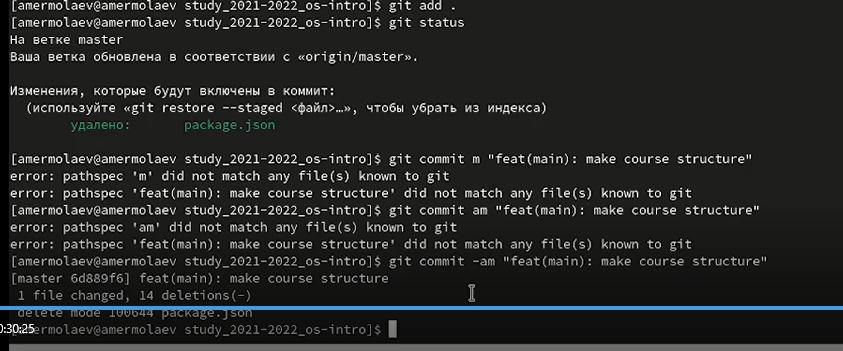 [amermolaev@amermolaev study_2021-2022_os-intro]$ git add .
[amermolaev@amermolaev study_2021-2022_os-intro]$ git status
На ветке master
Ваша ветка обновлена в соответствии с «origin/master».
Изменения, которые будут включены в коммит:
(используйте «git restore --staged <файл>…», чтобы убрать из индекса)
удалено: package.json
[amermolaev@amermolaev study_2021-2022_os-intro]$ git commit m "feat(main): make course structure"
error: pathspec 'm' did not match any file(s) known to git
error: pathspec 'feat(main): make course structure' did not match any file(s) known to git
[amermolaev@amermolaev study_2021-2022_os-intro]$ git commit am "feat(main): make course structure"
error: pathspec 'am' did not match any file(s) known to git
error: pathspec 'feat(main): make course structure' did not match any file(s) known to git
[amermolaev@amermolaev study_2021-2022_os-intro]$ git commit -am "feat(main): make course structure"
[master 6d889f6] feat(main): make course structure
1 file changed, 14 deletions(-)
delete mode 100644 package.json
0:30:25
ermolaev@amermolaev study_2021-2022_os-intro]$